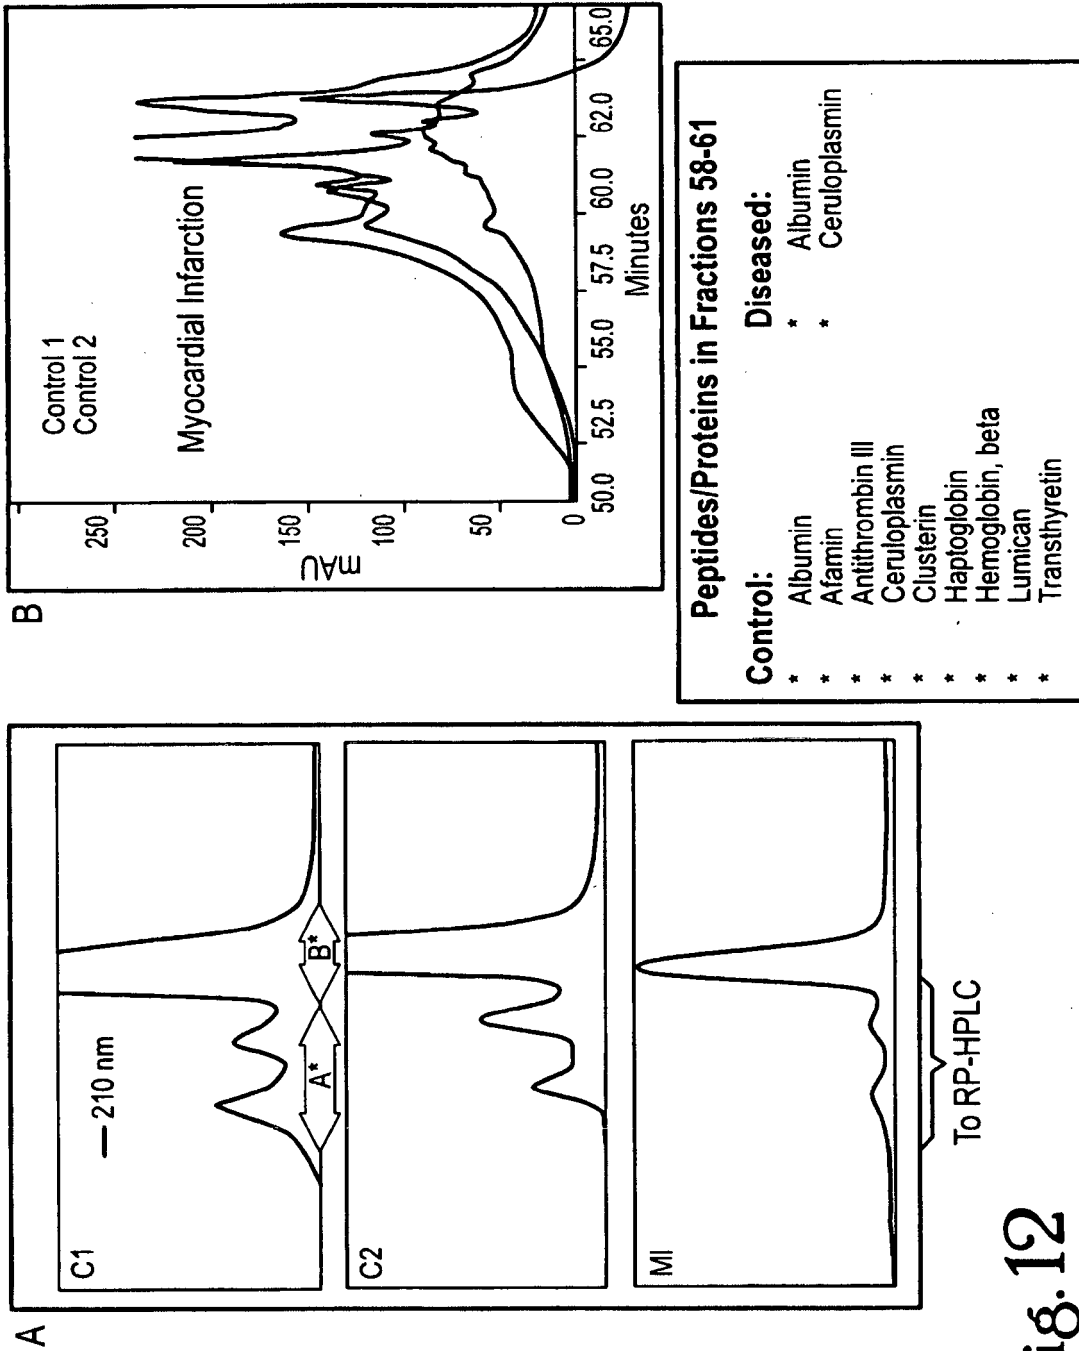 A
C1
— 210 nm
A*
B*
C2
MI
To RP-HPLC
B
Control 1
Control 2
Myocardial Infarction
mAU
250
200
150
100
50
0
50.0
52.5
55.0
57.5
60.0
62.0
65.0
Minutes
Peptides/Proteins in Fractions 58-61
Control:
* Albumin
* Afamin
* Antithrombin III
* Ceruloplasmin
* Clusterin
* Haptoglobin
* Hemoglobin, beta
* Lumican
* Transthyretin
Diseased:
* Albumin
* Ceruloplasmin
ig. 12